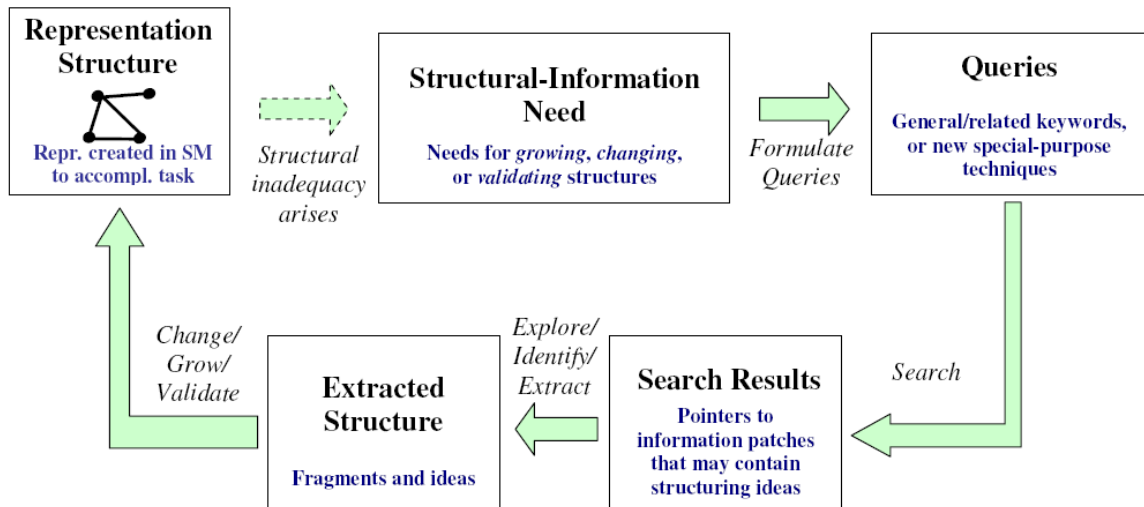 Representation
Structure
Repr. created in SM
to accompl. task
Structural
inadequacy
arises
Structural-Information
Need
Needs for growing, changing,
or validating structures
Formulate
Queries
Queries
General/related keywords,
or new special-purpose
techniques
Search
Search Results
Pointers to
information patches
that may contain
structuring ideas
Explore/
Identify/
Extract
Extracted
Structure
Fragments and ideas
Change/
Grow/
Validate